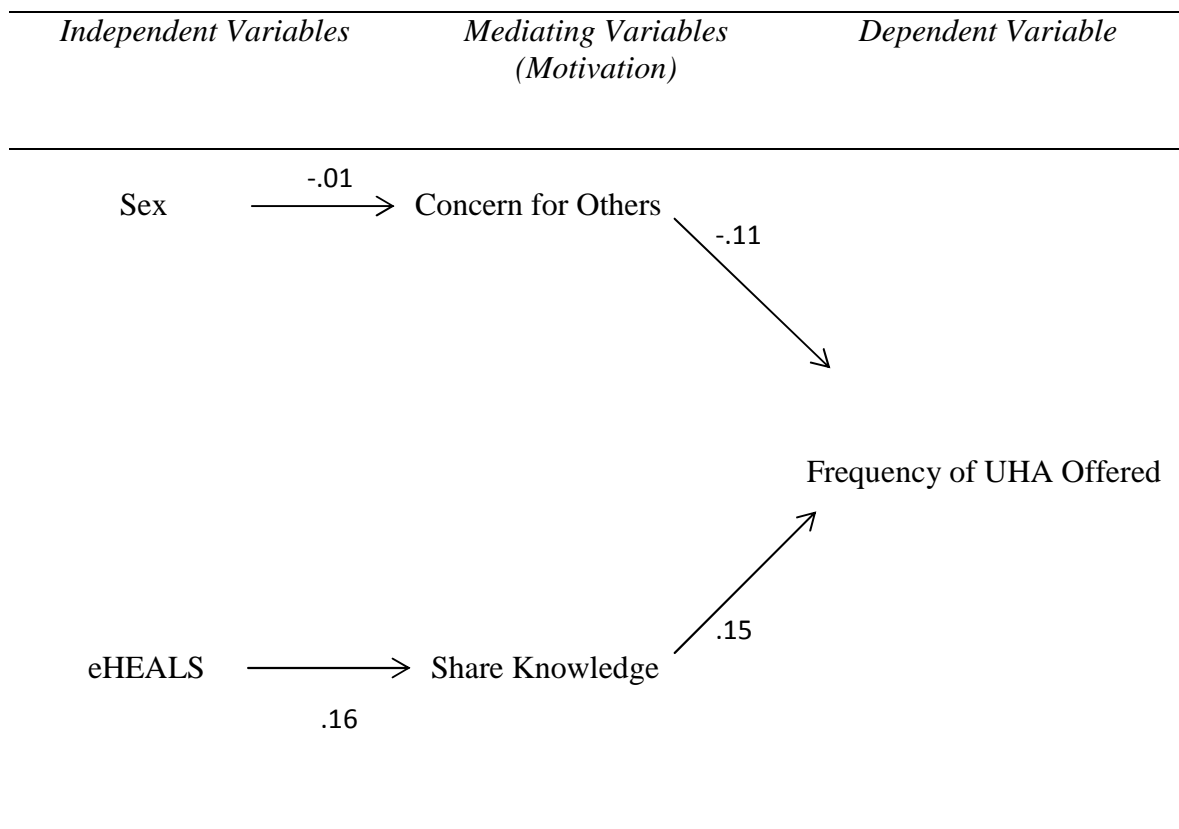 Independent Variables Mediating Variables Dependent Variable
(Motivation)
-.01
Sex Concern for Others
-.11
Frequency of UHA Offered
.15
eHEALS Share Knowledge
.16